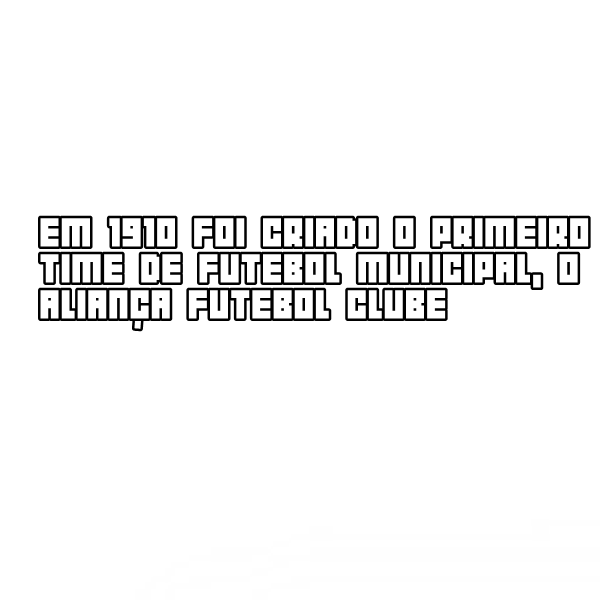 EM 1910 FOI CRIADO O PRIMEIRO
TIME DE FUTEBOL MUNICIPAL, O
ALIANÇA FUTEBOL CLUBE